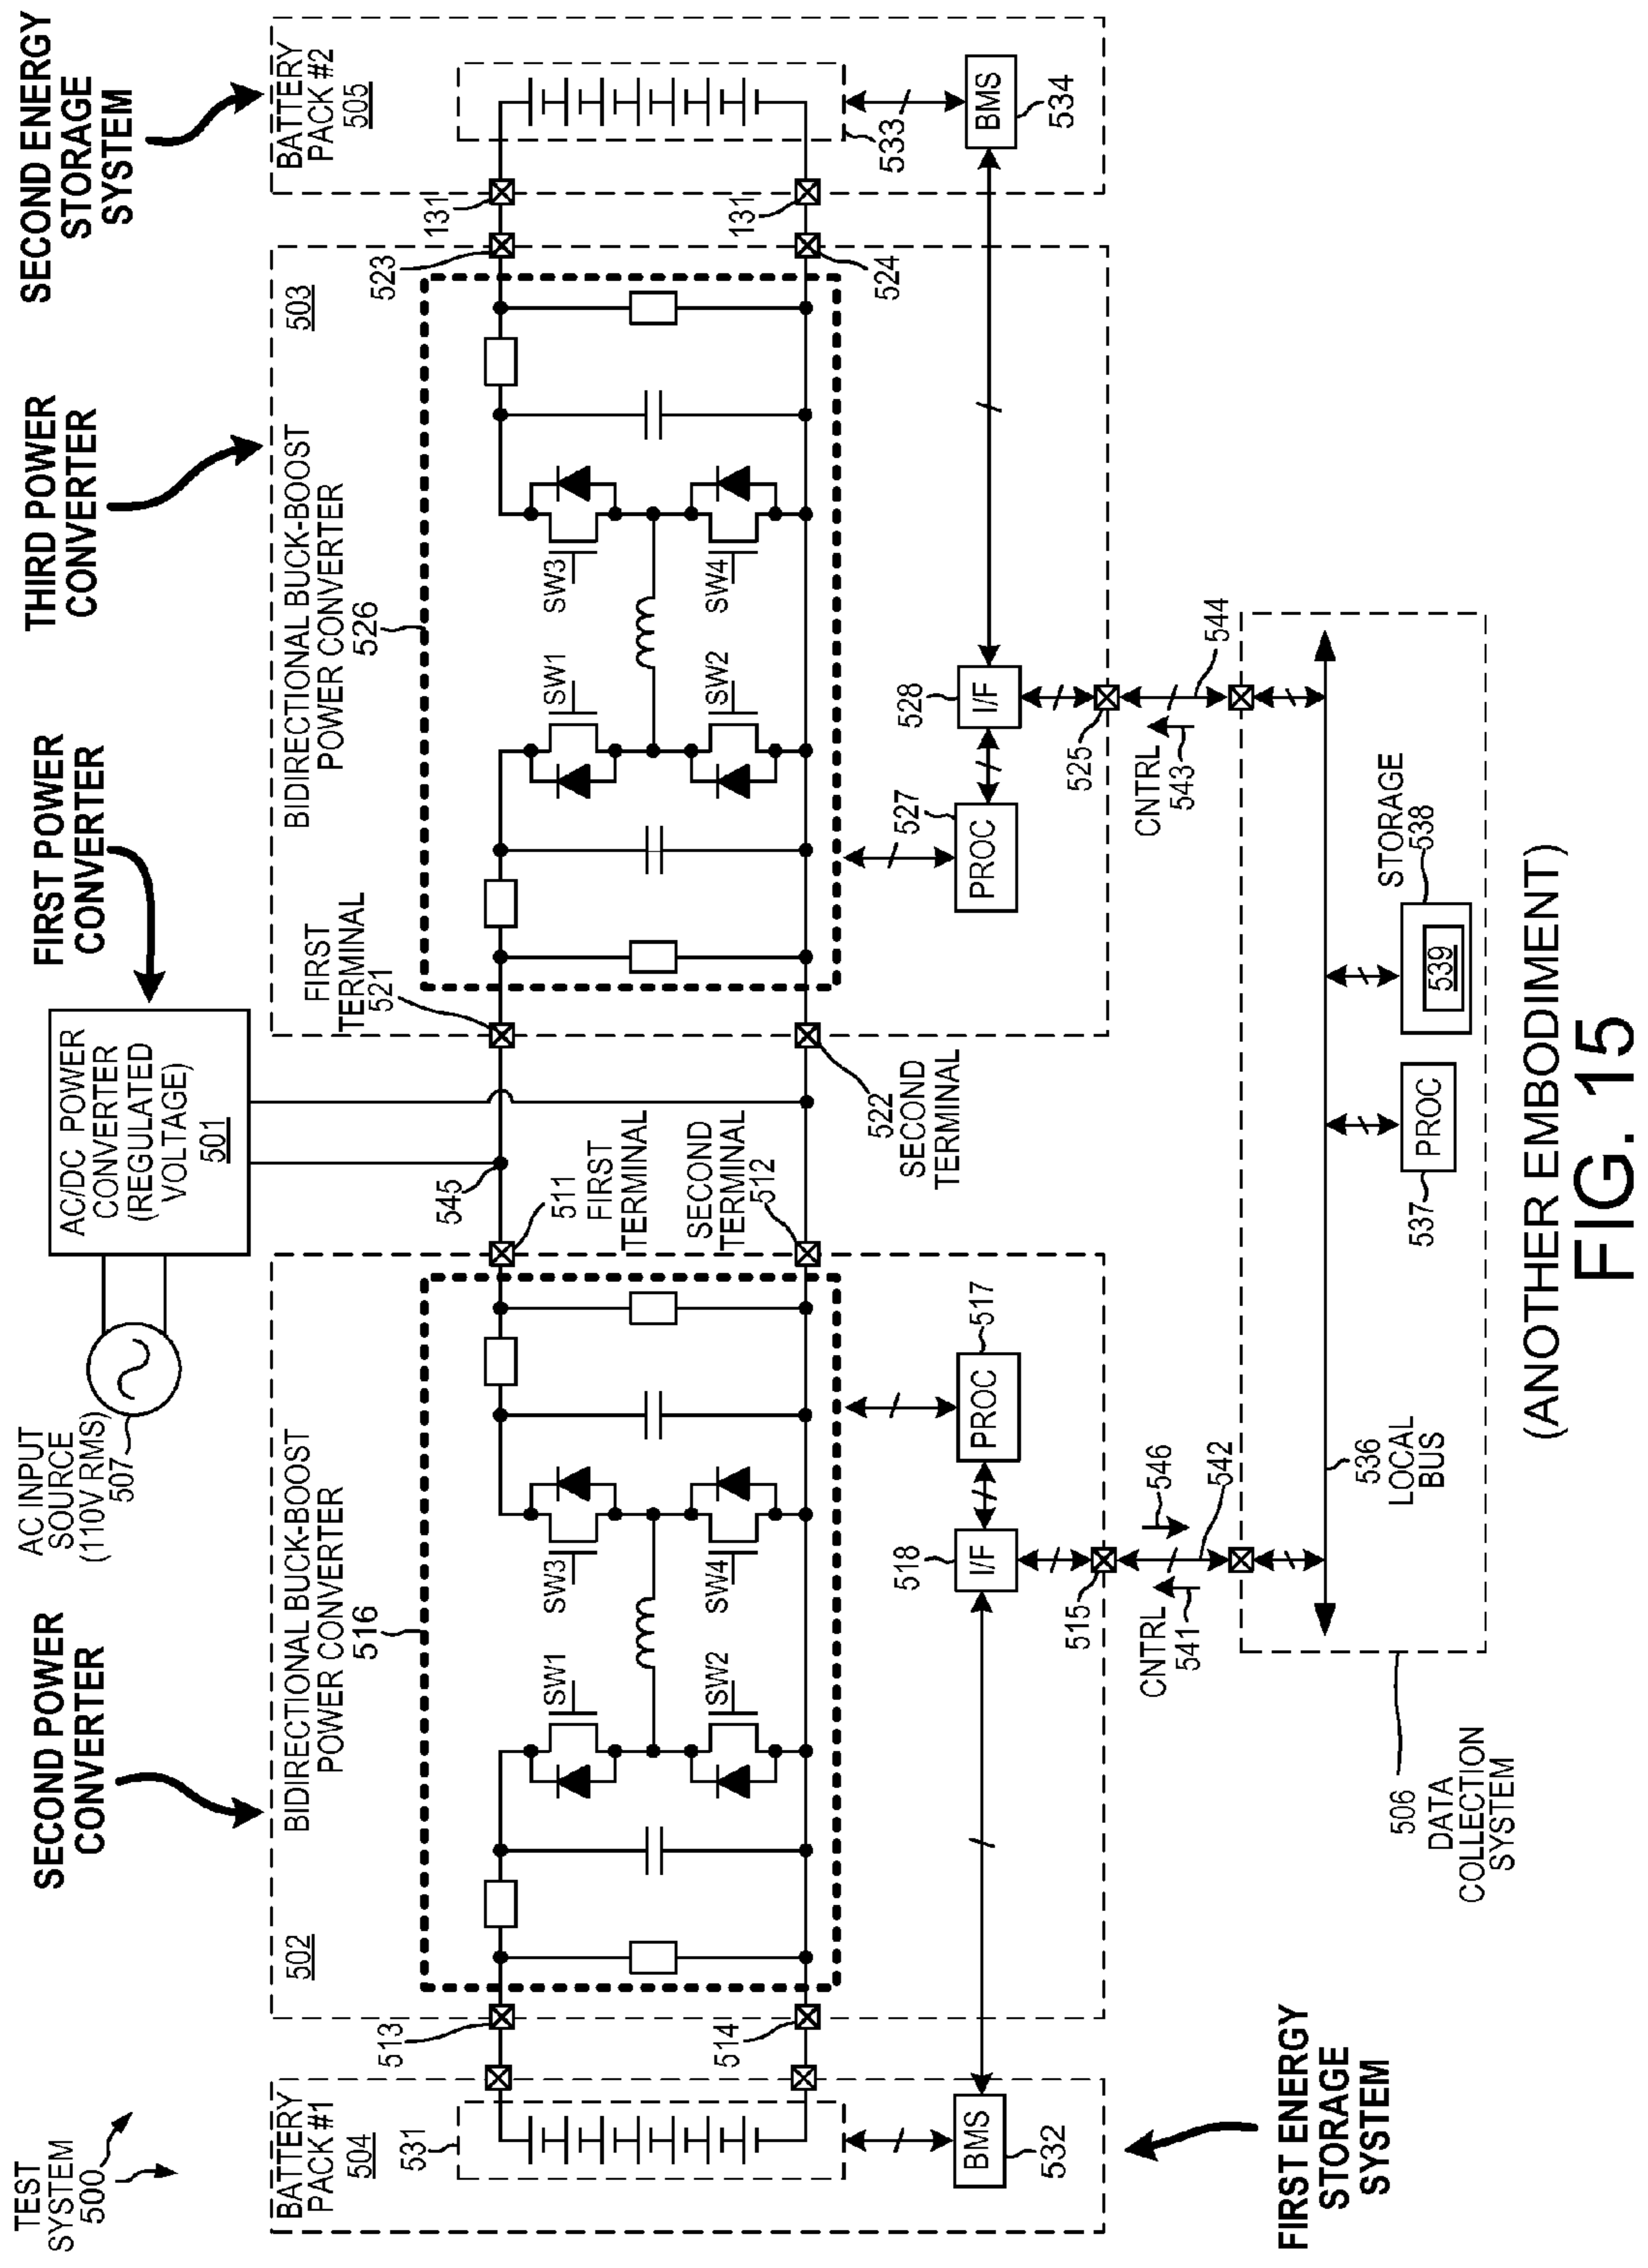 TEST
SYSTEM
500
SECOND POWER
CONVERTER
AC INPUT
SOURCE
(110V RMS)
507
FIRST POWER
CONVERTER
AC/DC POWER
CONVERTER
(REGULATED
VOLTAGE)
501
THIRD POWER
CONVERTER
SECOND ENERGY
STORAGE
SYSTEM
BATTERY
PACK #1
504
531
BMS
532
FIRST ENERGY
STORAGE
SYSTEM
513
514
502
BIDIRECTIONAL BUCK-BOOST
POWER CONVERTER
516
SW1
SW2
SW3
SW4
518
I/F
PROC
517
515
545
511
FIRST
TERMINAL
SECOND
TERMINAL
512
FIRST
TERMINAL
521
522
SECOND
TERMINAL
BIDIRECTIONAL BUCK-BOOST
POWER CONVERTER
526
503
SW1
SW2
SW3
SW4
PROC
527
528
I/F
525
523
524
131
131
BATTERY
PACK #2
505
533
BMS
534
CNTRL
541
546
542
CNTRL
543
544
506
DATA
COLLECTION
SYSTEM
536
LOCAL
BUS
537
PROC
STORAGE
538
539
(ANOTHER EMBODIMENT)
FIG. 15